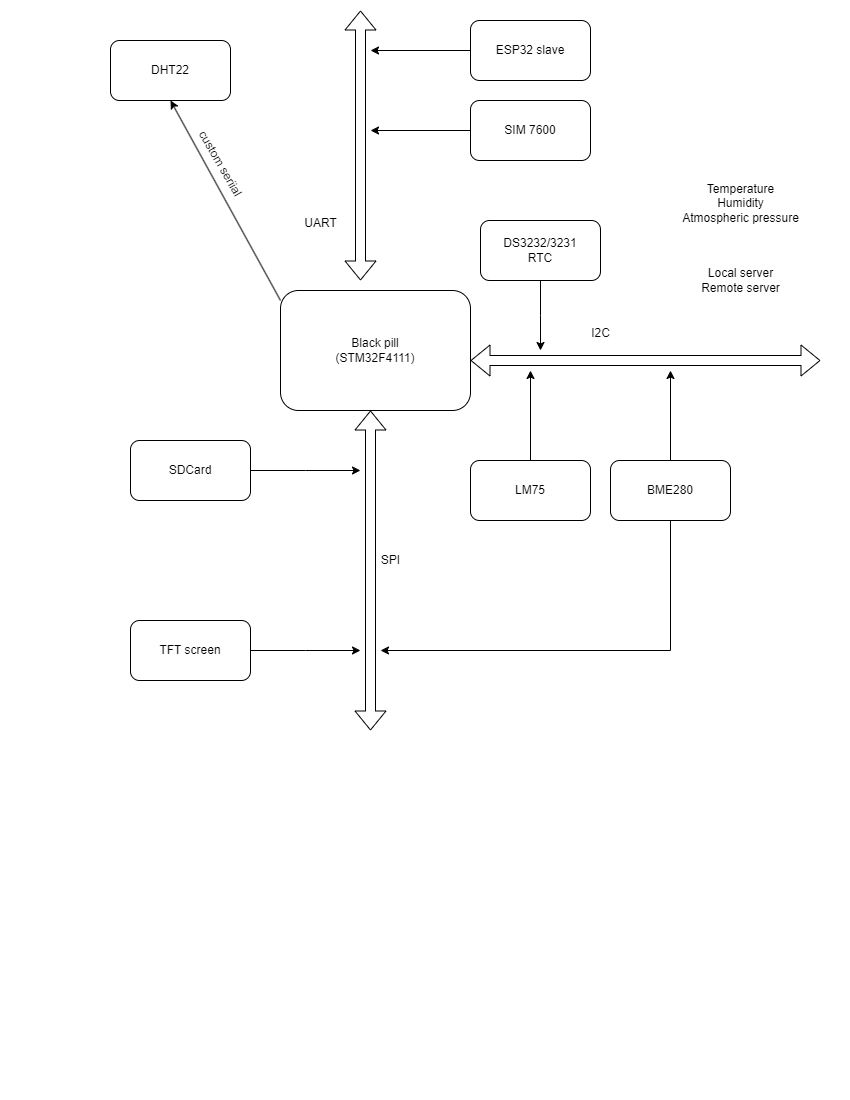 ESP32 slave
DHT22
SIM 7600
custom seriial
Temperature
Humidity
Atmospheric pressure
UART
DS3232/3231
RTC
Local server
Remote server
I2C
Black pill
(STM32F4111)
SDCard
LM75
BME280
SPI
TFT screen